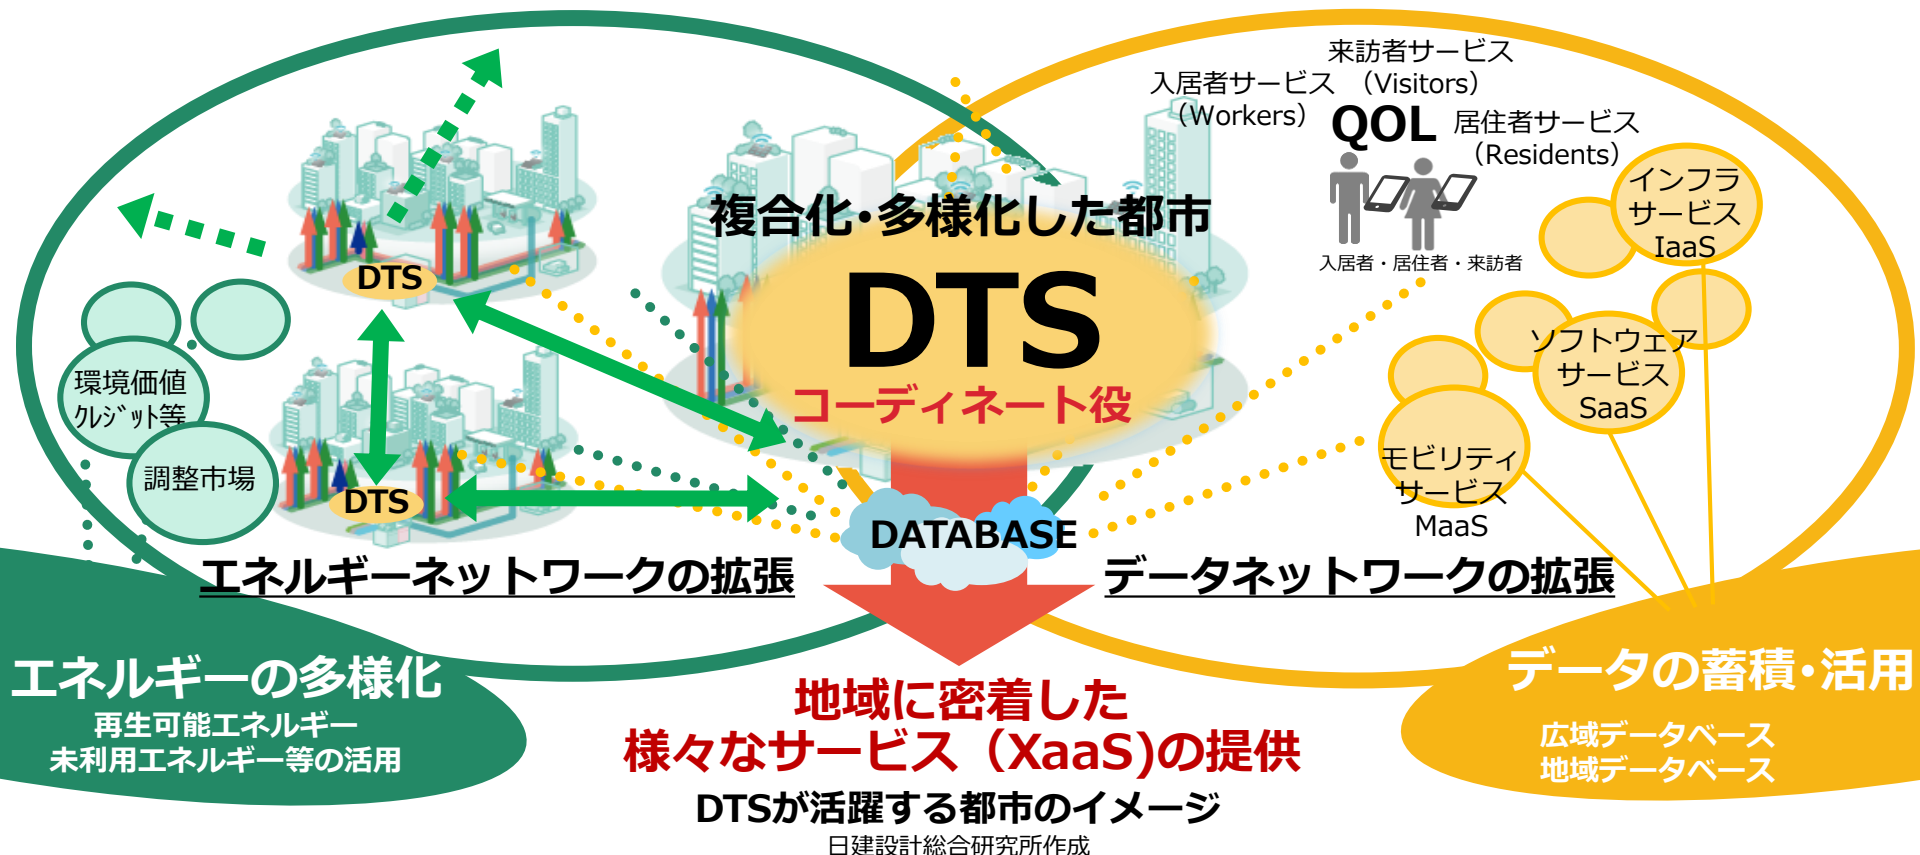 来訪者サービス
（Visitors）
入居者サービス
（Workers）
QOL
居住者サービス
（Residents）
入居者・居住者・来訪者
インフラ
サービス
IaaS
ソフトウェア
サービス
SaaS
モビリティ
サービス
MaaS
複合化・多様化した都市
DTS
コーディネート役
DTS
DTS
環境価値
ｸﾚｼﾞｯﾄ等
調整市場
DATABASE
エネルギーネットワークの拡張
データネットワークの拡張
エネルギーの多様化
再生可能エネルギー
未利用エネルギー等の活用
データの蓄積・活用
広域データベース
地域データベース
地域に密着した
様々なサービス（XaaS)の提供
DTSが活躍する都市のイメージ
日建設計総合研究所作成